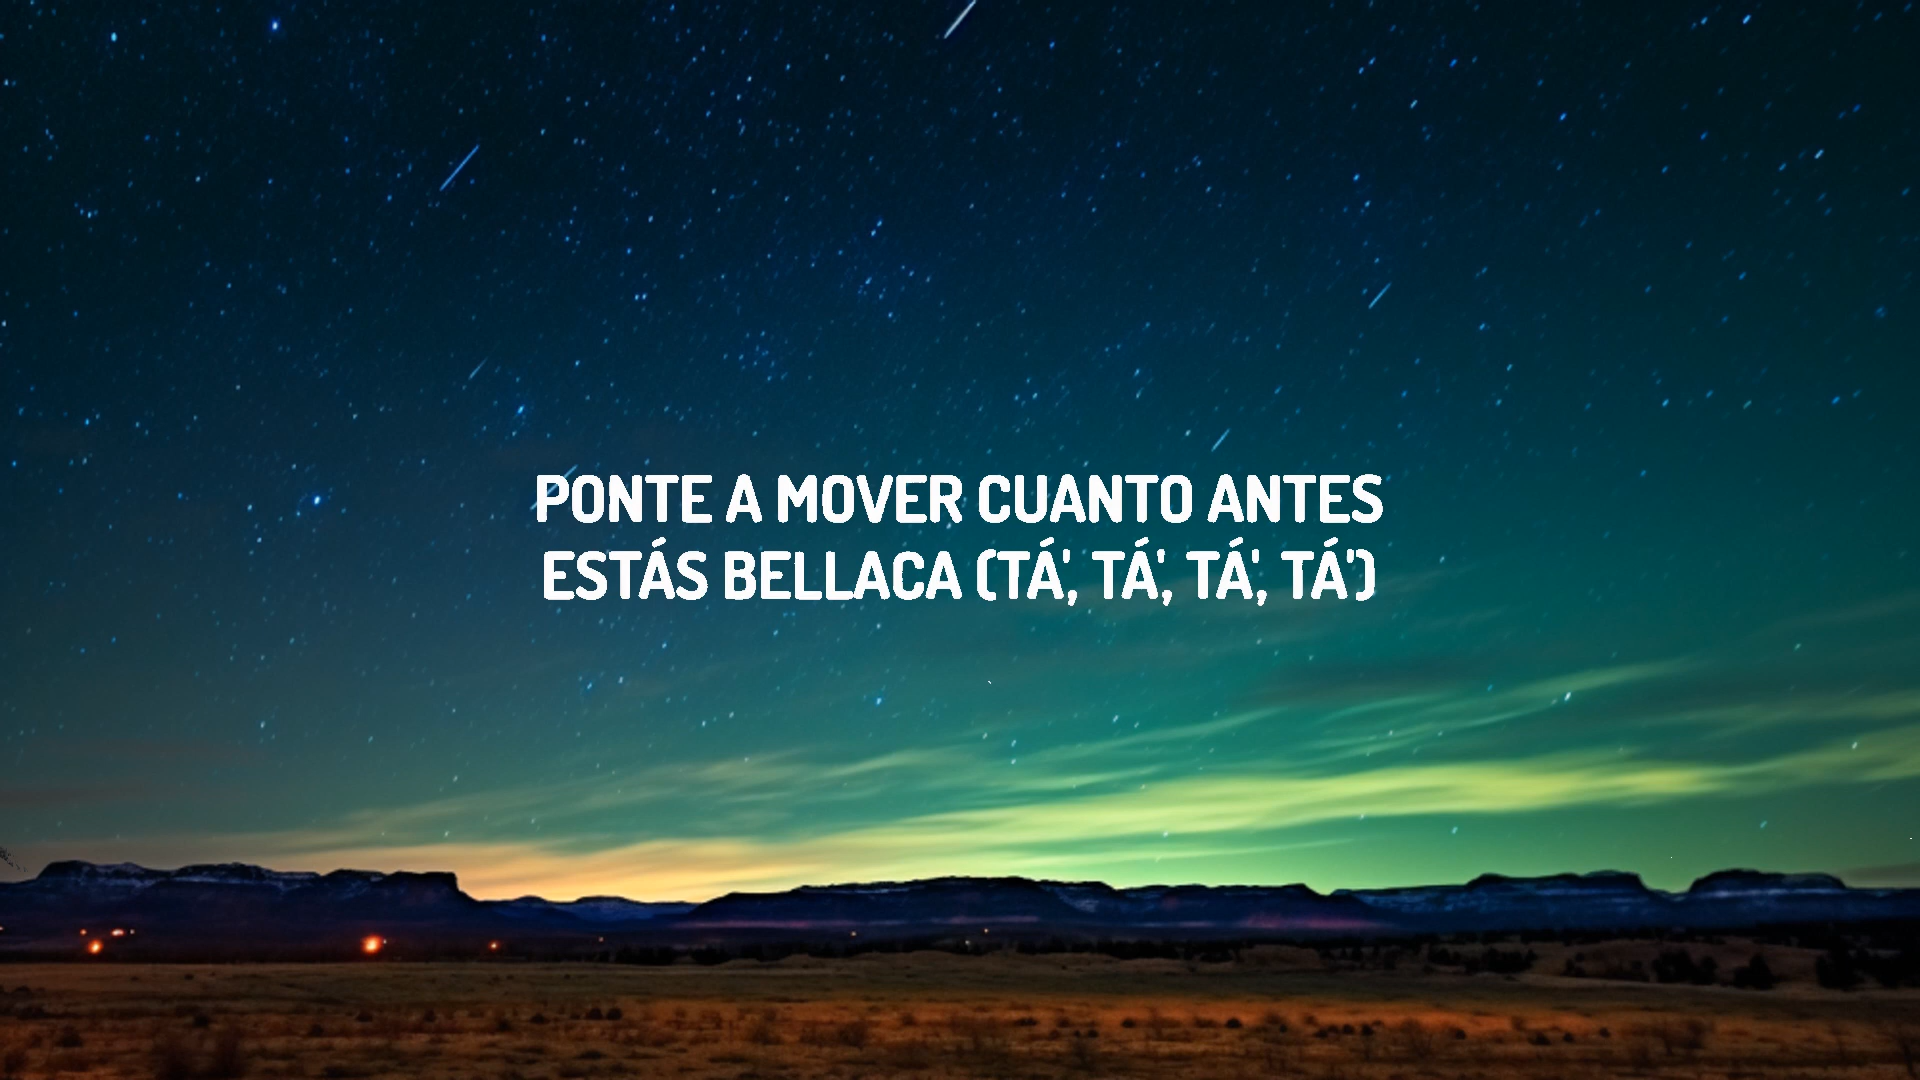 PONTE A MOVER CUANTO ANTES
ESTÁS BELLACA (TÁ', TÁ', TÁ', TÁ')